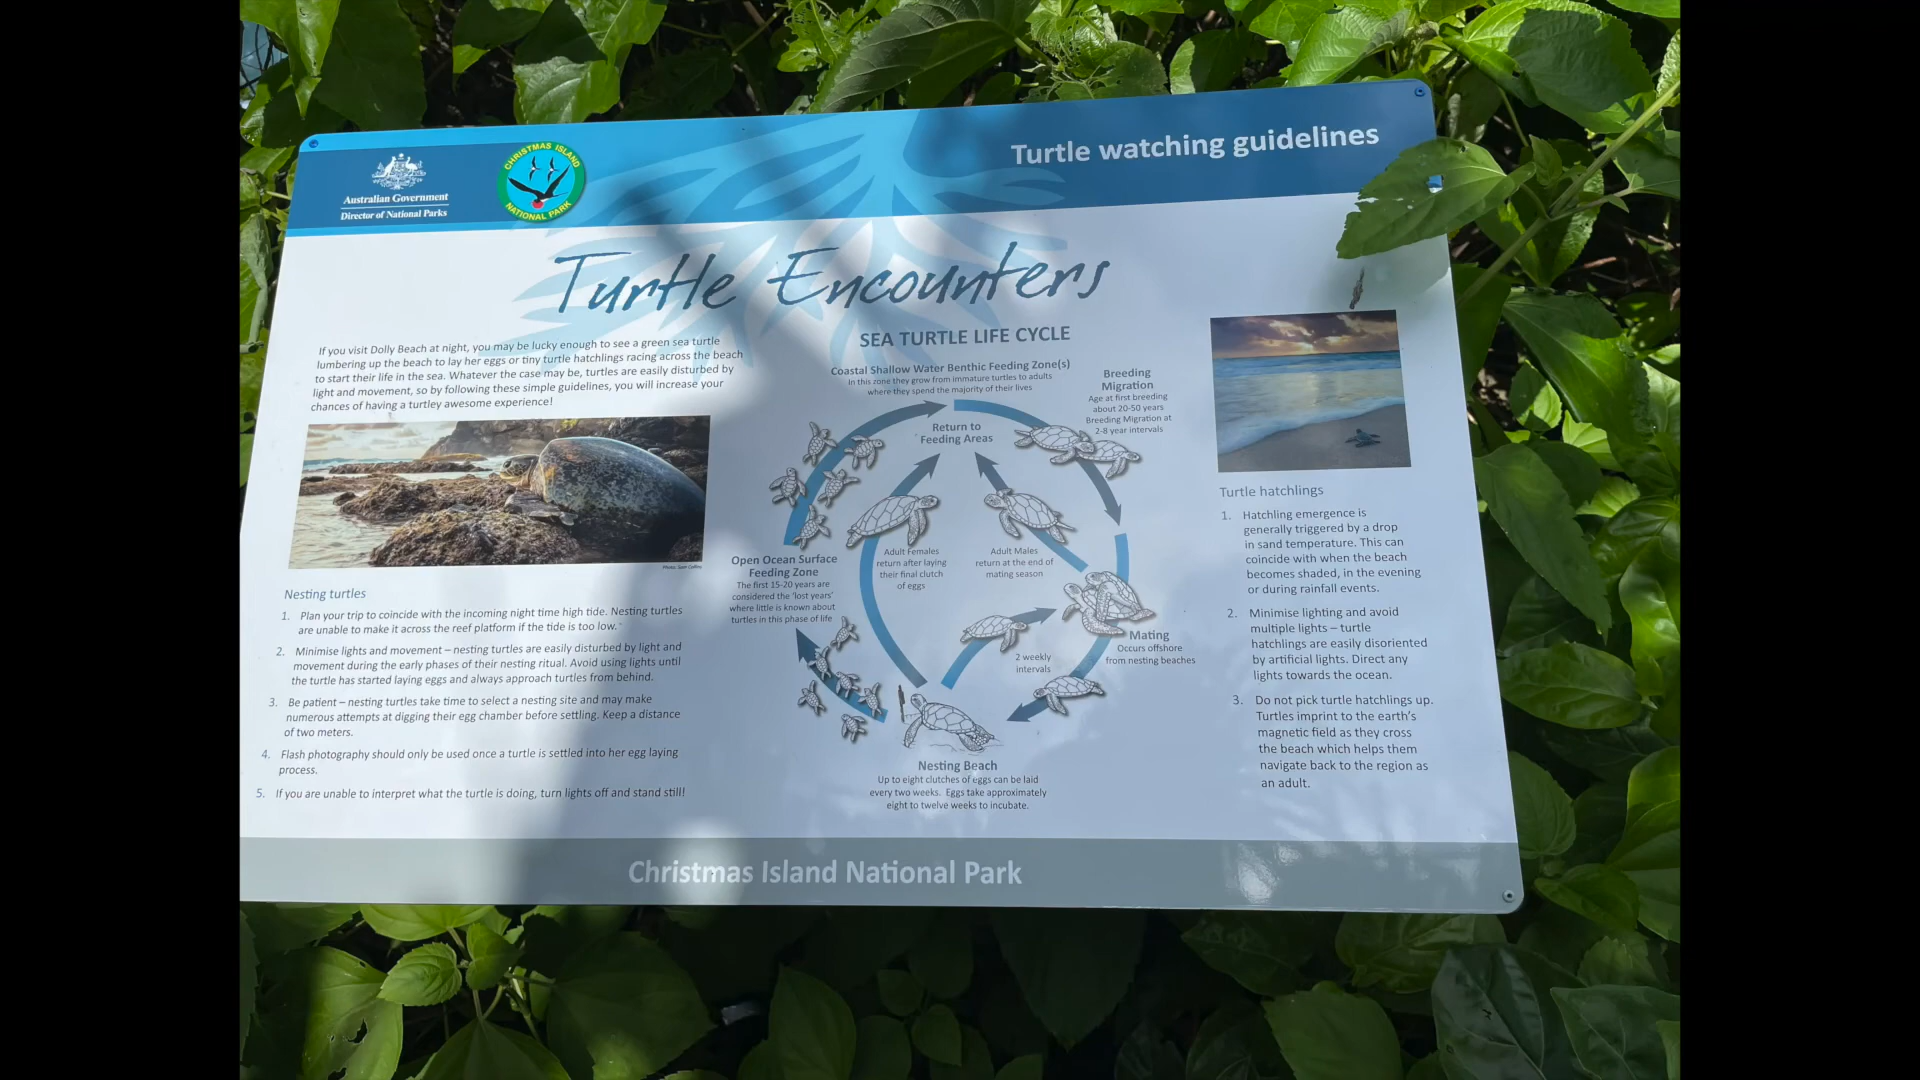 Australian Government
Director of National Parks
CHRISTMAS ISLAND
NATIONAL PARK
Turtle watching guidelines
Turtle Encounters
If you visit Dolly Beach at night, you may be lucky enough to see a green sea turtle
lumbering up the beach to lay her eggs or tiny turtle hatchlings racing across the beach
to start their life in the sea. Whatever the case may be, turtles are easily disturbed by
light and movement, so by following these simple guidelines, you will increase your
chances of having a turtley awesome experience!
Nesting turtles
1. Plan your trip to coincide with the incoming night time high tide. Nesting turtles
are unable to make it across the reef platform if the tide is too low.
2. Minimise lights and movement – nesting turtles are easily disturbed by light and
movement during the early phases of their nesting ritual. Avoid using lights until
the turtle has started laying eggs and always approach turtles from behind.
3. Be patient – nesting turtles take time to select a nesting site and may make
numerous attempts at digging their egg chamber before settling. Keep a distance
of two meters.
4. Flash photography should only be used once a turtle is settled into her egg laying
process.
5. If you are unable to interpret what the turtle is doing, turn lights off and stand still!
SEA TURTLE LIFE CYCLE
Coastal Shallow Water Benthic Feeding Zone(s)
In this zone they grow from immature turtles to adults
where they spend the majority of their lives
Breeding
Migration
Age at first breeding
about 20-50 years
Breeding Migration at
2-8 year intervals
Return to
Feeding Areas
Open Ocean Surface
Feeding Zone
The first 15-20 years are
considered the 'lost years'
where little is known about
turtles in this phase of life
Adult Females
return after laying
their final clutch
of eggs
Adult Males
return at the end of
mating season
Mating
Occurs offshore
from nesting beaches
2 weekly
intervals
Nesting Beach
Up to eight clutches of eggs can be laid
every two weeks. Eggs take approximately
eight to twelve weeks to incubate.
Turtle hatchlings
1. Hatchling emergence is
generally triggered by a drop
in sand temperature. This can
coincide with when the beach
becomes shaded, in the evening
or during rainfall events.
2. Minimise lighting and avoid
multiple lights – turtle
hatchlings are easily disoriented
by artificial lights. Direct any
lights towards the ocean.
3. Do not pick turtle hatchlings up.
Turtles imprint to the earth's
magnetic field as they cross
the beach which helps them
navigate back to the region as
an adult.
Christmas Island National Park